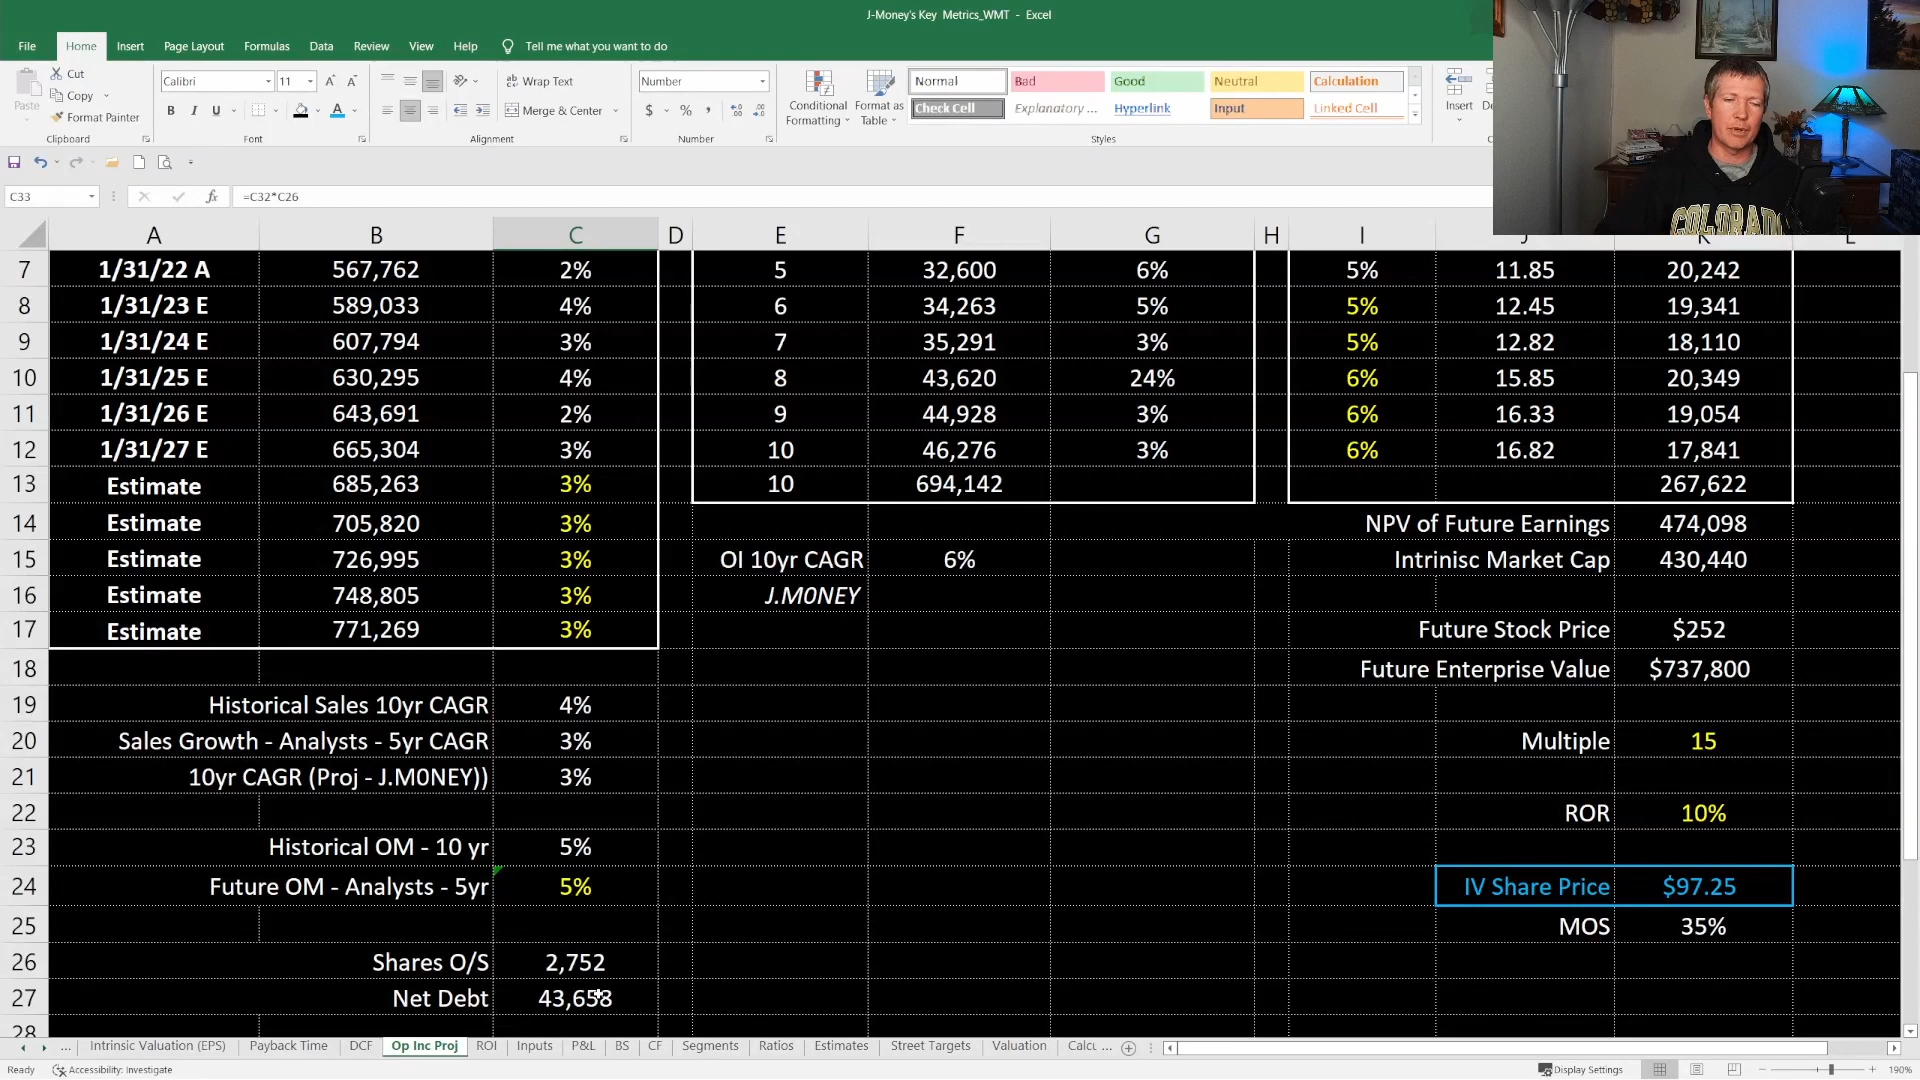 J-Money's Key Metrics_WMT - Excel
File Home Insert Page Layout Formulas Data Review View Help Tell me what you want to do
Paste Cut Copy Format Painter Clipboard
Calibri 11 A A B I U A Font
Wrap Text Merge & Center Alignment
Number $ % , Number
Conditional Formatting Format as Table Normal Bad Good Neutral Calculation
Check Cell Explanatory ... Hyperlink Input Linked Cell
Styles
Insert
C33 fx =C32*C26
COLORADO
A B C D E F G H I J K L
7 1/31/22 A 567,762 2% 5 32,600 6% 5% 11.85 20,242
8 1/31/23 E 589,033 4% 6 34,263 5% 5% 12.45 19,341
9 1/31/24 E 607,794 3% 7 35,291 3% 5% 12.82 18,110
10 1/31/25 E 630,295 4% 8 43,620 24% 6% 15.85 20,349
11 1/31/26 E 643,691 2% 9 44,928 3% 6% 16.33 19,054
12 1/31/27 E 665,304 3% 10 46,276 3% 6% 16.82 17,841
13 Estimate 685,263 3% 10 694,142 267,622
14 Estimate 705,820 3% NPV of Future Earnings 474,098
15 Estimate 726,995 3% OI 10yr CAGR 6% Intrinisc Market Cap 430,440
16 Estimate 748,805 3% J.M0NEY
17 Estimate 771,269 3% Future Stock Price $252
18 Future Enterprise Value $737,800
19 Historical Sales 10yr CAGR 4%
20 Sales Growth - Analysts - 5yr CAGR 3% Multiple 15
21 10yr CAGR (Proj - J.M0NEY)) 3%
22 ROR 10%
23 Historical OM - 10 yr 5%
24 Future OM - Analysts - 5yr 5% IV Share Price $97.25
25 MOS 35%
26 Shares O/S 2,752
27 Net Debt 43,658
28
... Intrinsic Valuation (EPS) Payback Time DCF Op Inc Proj ROI Inputs P&L BS CF Segments Ratios Estimates Street Targets Valuation Calcu ...
Ready Accessibility: Investigate Display Settings 190%